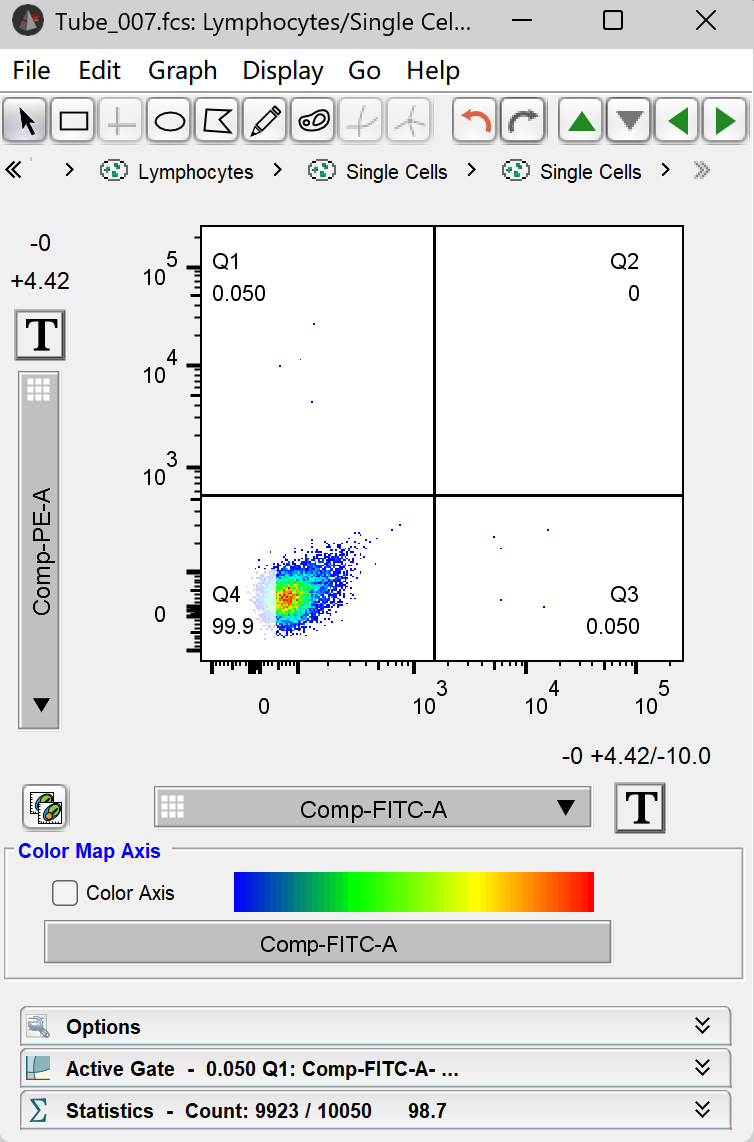 Tube_007.fcs: Lymphocytes/Single Cel...
File Edit Graph Display Go Help
T
« > Lymphocytes > Single Cells > Single Cells > »
-0
+4.42
T
Comp-PE-A
10^5
10^4
10^3
0
Q1
0.050
Q2
0
Q4
99.9
Q3
0.050
0 10^3 10^4 10^5
-0 +4.42/-10.0
Comp-FITC-A
T
Color Map Axis
Color Axis
Comp-FITC-A
Options
Active Gate - 0.050 Q1: Comp-FITC-A- ...
Statistics - Count: 9923 / 10050 98.7